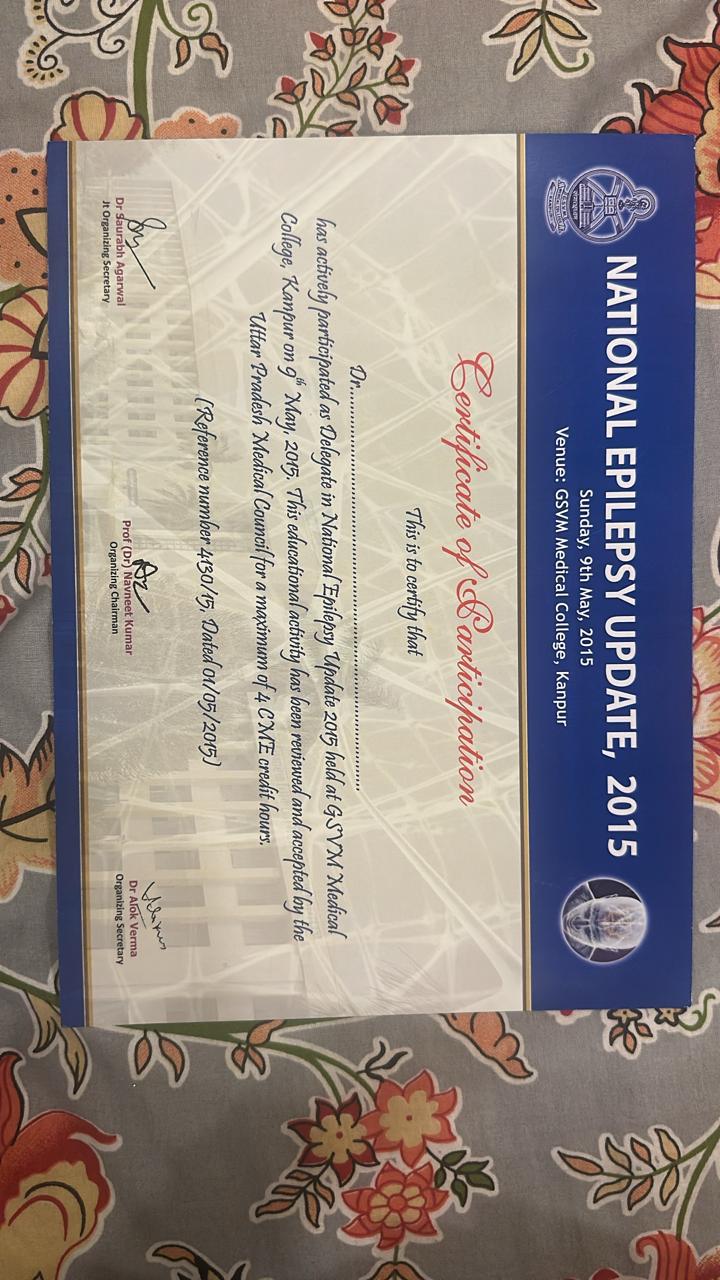 NATIONAL EPILEPSY UPDATE, 2015
Sunday, 9th May, 2015
Venue: GSVM Medical College, Kanpur
Certificate of Participation
This is to certify that
Dr.............................................................................
has actively participated as Delegate in National Epilepsy Update 2015 held at GSVM Medical
College, Kanpur on 9th May, 2015. This educational activity has been reviewed and accepted by the
Uttar Pradesh Medical Council for a maximum of 4 CME credit hours.
(Reference number 4130/15, Dated 01/05/2015)
Dr Saurabh Agarwal
Jt Organizing Secretary
Prof (Dr) Navneet Kumar
Organizing Chairman
Dr Alok Verma
Organizing Secretary